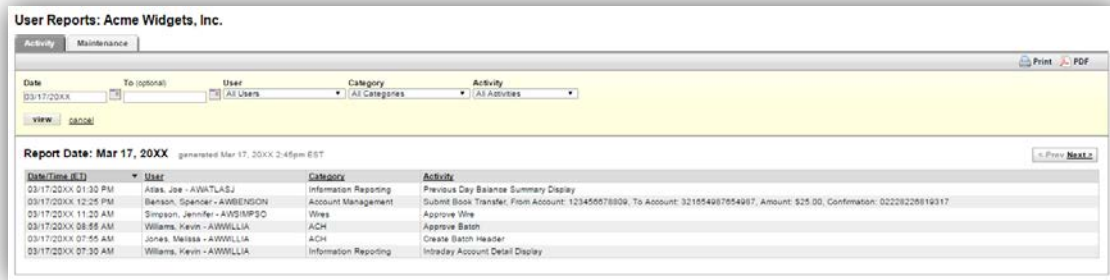 User Reports: Acme Widgets, Inc.
Activity Maintenance
Print PDF
Date To (optional) User Category Activity
03/17/20XX All Users All Categories All Activities
view cancel
Report Date: Mar 17, 20XX generated Mar 17, 20XX 2:45pm EST < Prev Next >
Date/Time (ET) User Category Activity
03/17/20XX 01:30 PM Atlas, Joe - AWATLASJ Information Reporting Previous Day Balance Summary Display
03/17/20XX 12:25 PM Benson, Spencer - AWBENSON Account Management Submit Book Transfer, From Account: 123456678809, To Account: 321654987654987, Amount: $25.00, Confirmation: 02228226819317
03/17/20XX 11:20 AM Simpson, Jennifer - AWSIMPSO Wires Approve Wire
03/17/20XX 08:55 AM Williams, Kevin - AWWILLIA ACH Approve Batch
03/17/20XX 07:55 AM Jones, Melissa - AWWILLIA ACH Create Batch Header
03/17/20XX 07:30 AM Williams, Kevin - AWWILLIA Information Reporting Intraday Account Detail Display